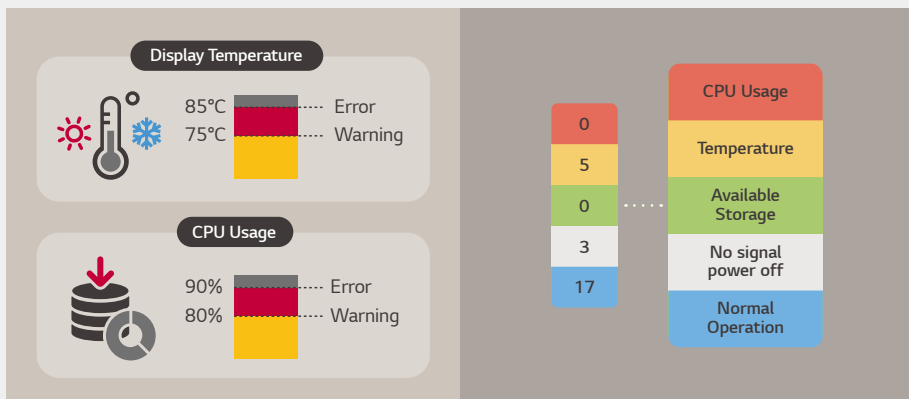 Display Temperature
85°C Error
75°C Warning
CPU Usage
90% Error
80% Warning
0
5
0
3
17
CPU Usage
Temperature
Available
Storage
No signal
power off
Normal
Operation